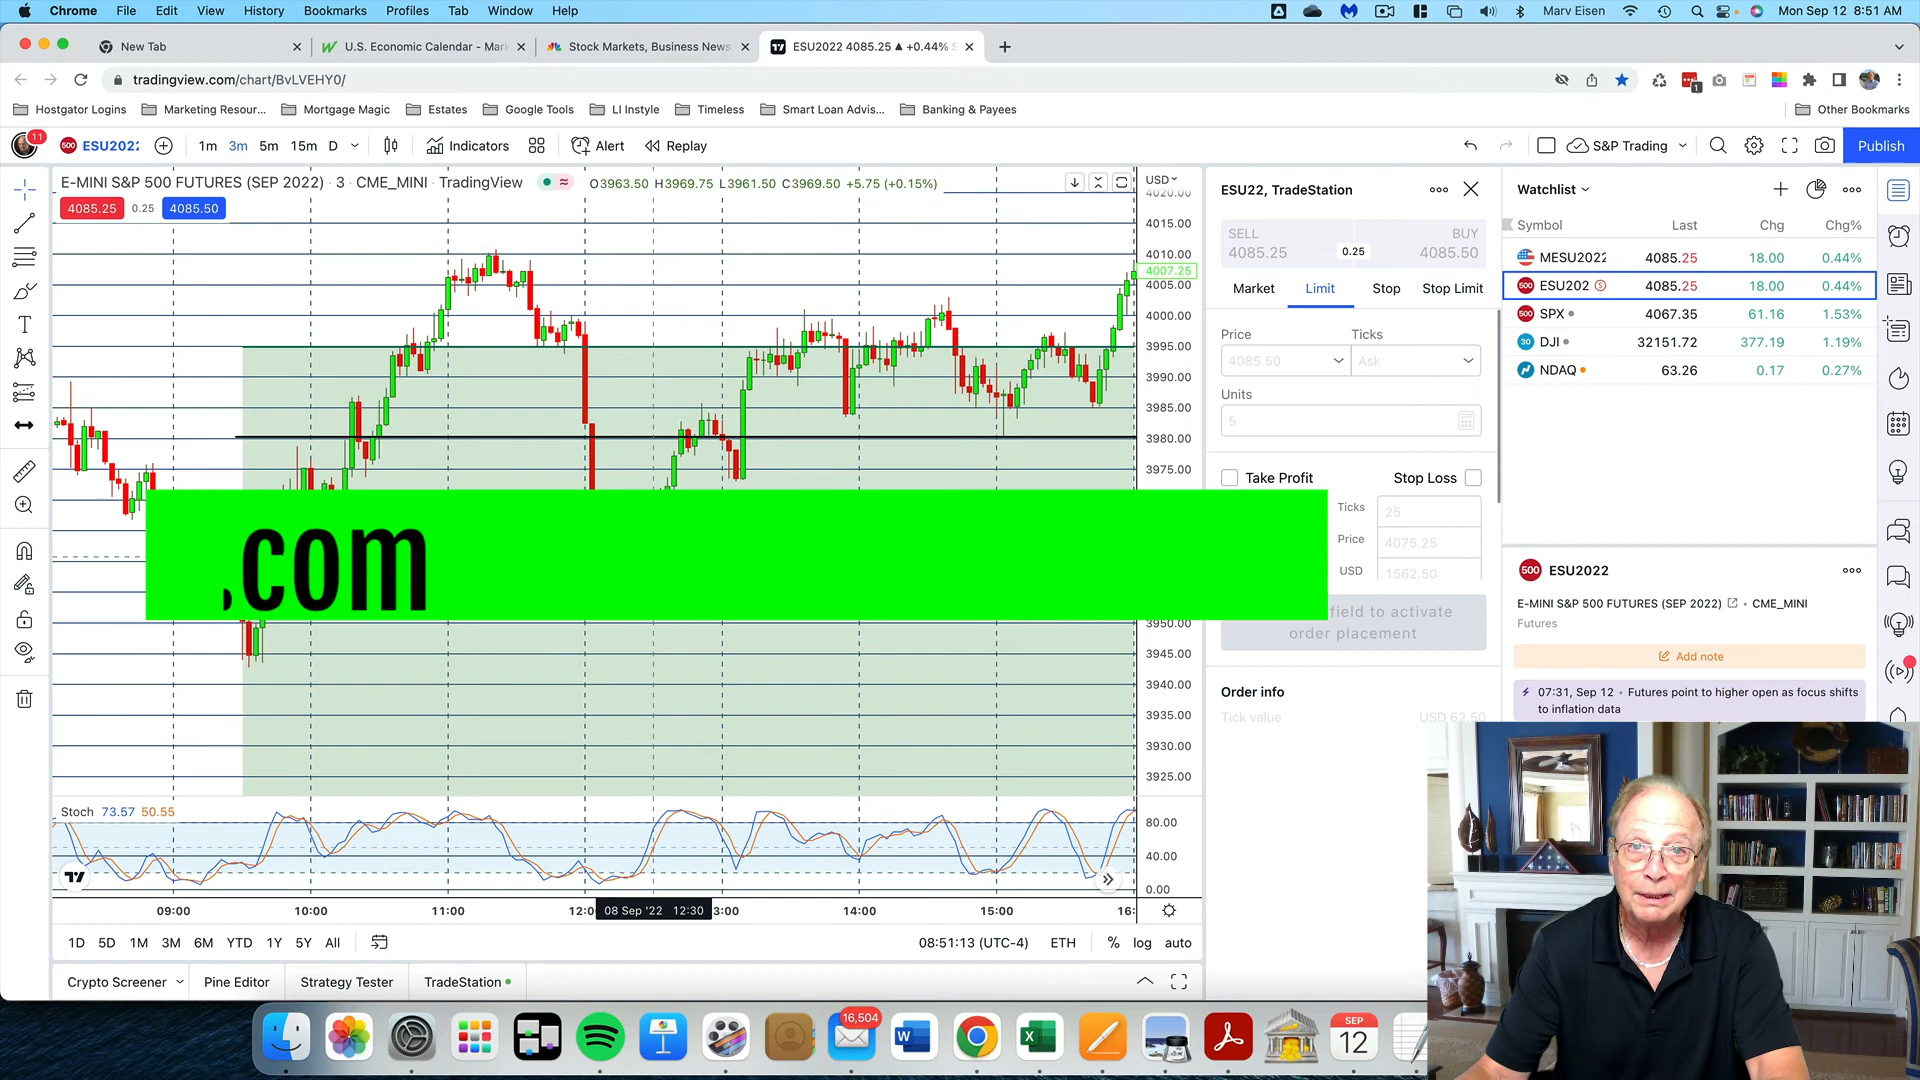 Chrome File Edit View History Bookmarks Profiles Tab Window Help
Marv Eisen Mon Sep 12 8:51 AM
New Tab
U.S. Economic Calendar - Mark
Stock Markets, Business News,
ESU2022 4085.25 ▲ +0.44% S
tradingview.com/chart/BvLVEHY0/
1
Hostgator Logins Marketing Resour... Mortgage Magic Estates Google Tools LI Instyle Timeless Smart Loan Advis... Banking & Payees Other Bookmarks
11 500 ESU2022 1m 3m 5m 15m D Indicators Alert Replay S&P Trading Publish
E-MINI S&P 500 FUTURES (SEP 2022) · 3 · CME_MINI TradingView O3963.50 H3969.75 L3961.50 C3969.50 +5.75 (+0.15%)
4085.25 0.25 4085.50
USD
4020.00
4015.00
4010.00
4007.25
4005.00
4000.00
3995.00
3990.00
3985.00
3980.00
3975.00
3950.00
3945.00
3940.00
3935.00
3930.00
3925.00
.com
Stoch 73.57 50.55
80.00
40.00
0.00
09:00 10:00 11:00 12:00 08 Sep '22 12:30 3:00 14:00 15:00 16:
1D 5D 1M 3M 6M YTD 1Y 5Y All
08:51:13 (UTC-4) ETH % log auto
Crypto Screener Pine Editor Strategy Tester TradeStation
ESU22, TradeStation
SELL BUY
4085.25 0.25 4085.50
Market Limit Stop Stop Limit
Price Ticks
4085.50 Ask
Units
5
Take Profit Stop Loss
Ticks 25
Price 4075.25
USD 1562.50
field to activate
order placement
Order info
Tick value USD 62.50
Watchlist
Symbol Last Chg Chg%
MESU2022 4085.25 18.00 0.44%
500 ESU202 4085.25 18.00 0.44%
500 SPX 4067.35 61.16 1.53%
30 DJI 32151.72 377.19 1.19%
NDAQ 63.26 0.17 0.27%
500 ESU2022
E-MINI S&P 500 FUTURES (SEP 2022) • CME_MINI
Futures
Add note
07:31, Sep 12 • Futures point to higher open as focus shifts
to inflation data
16,504
SEP
12